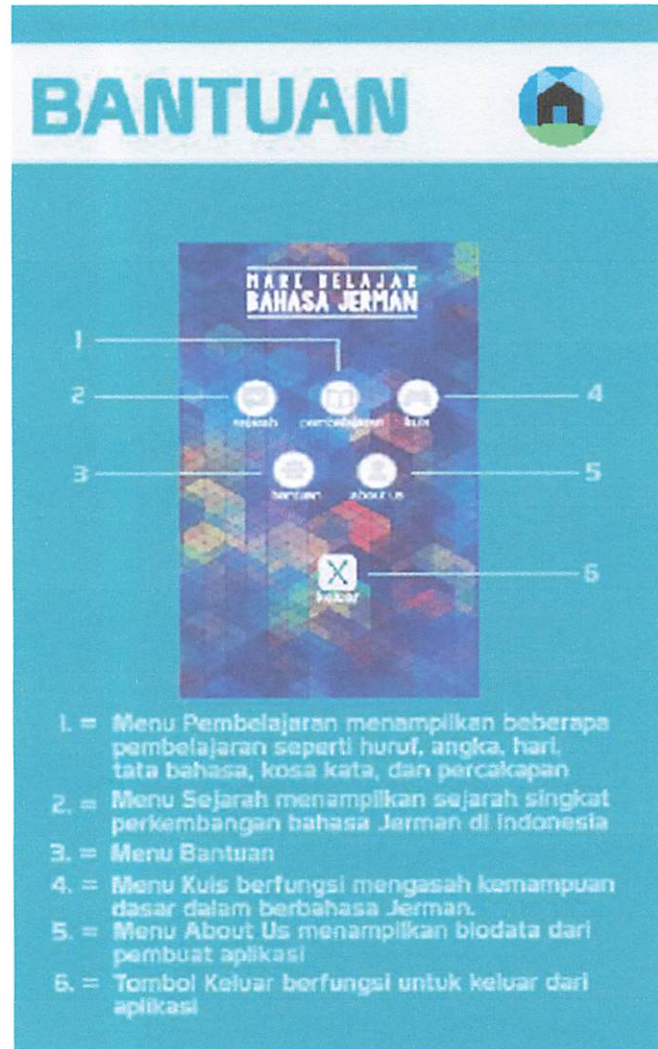 BANTUAN
MARI BELAJAR
BAHASA JERMAN
1
2
4
sejarah
pembelajaran
kuis
3
5
bantuan
about us
6
keluar
1. = Menu Pembelajaran menampilkan beberapa
pembelajaran seperti huruf, angka, hari,
tata bahasa, kosa kata, dan percakapan
2. = Menu Sejarah menampilkan sejarah singkat
perkembangan bahasa Jerman di Indonesia
3. = Menu Bantuan
4. = Menu Kuis berfungsi mengasah kemampuan
dasar dalam berbahasa Jerman.
5. = Menu About Us menampilkan biodata dari
pembuat aplikasi
6. = Tombol Keluar berfungsi untuk keluar dari
aplikasi